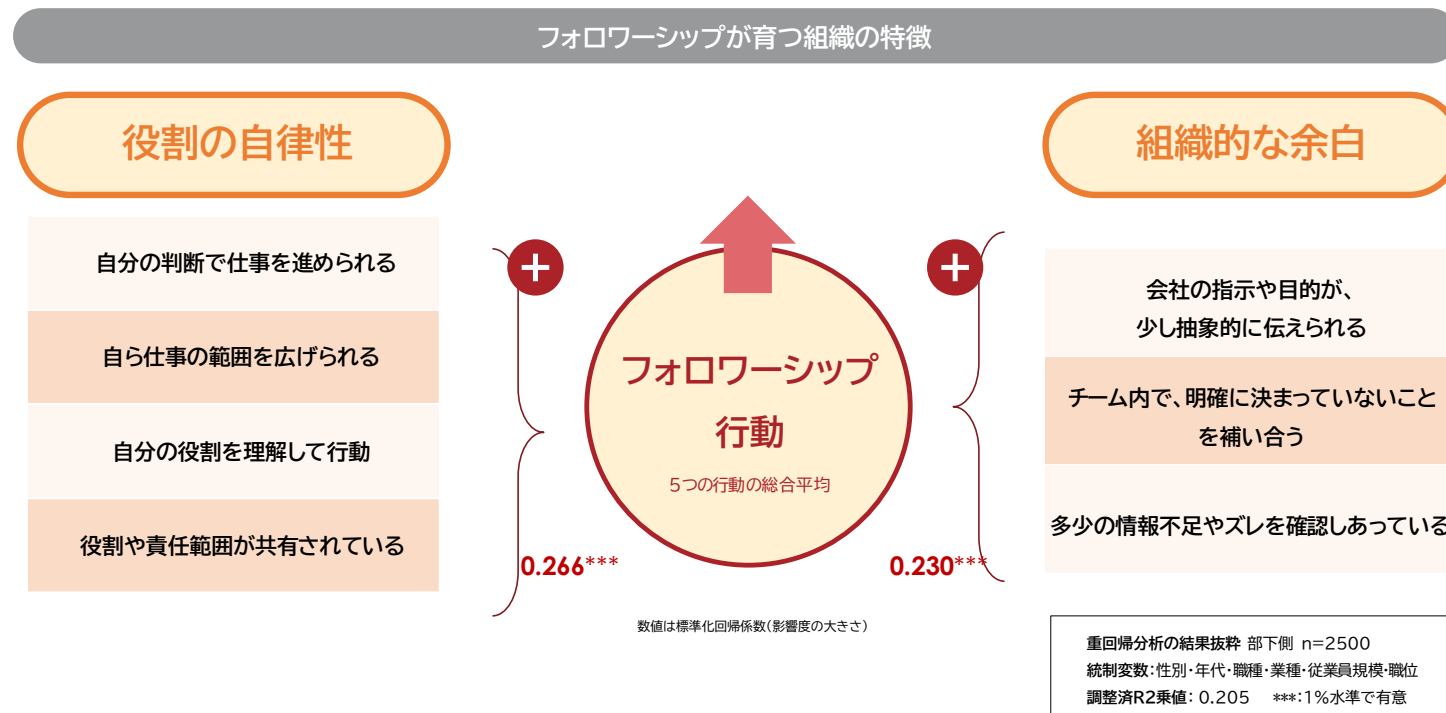 フォロワーシップが育つ組織の特徴
役割の自律性
自分の判断で仕事を進められる
自ら仕事の範囲を広げられる
自分の役割を理解して行動
役割や責任範囲が共有されている
+
0.266***
フォロワーシップ
行動
5つの行動の総合平均
+
0.230***
数値は標準化回帰係数(影響度の大きさ)
組織的な余白
会社の指示や目的が、
少し抽象的に伝えられる
チーム内で、明確に決まっていないこと
を補い合う
多少の情報不足やズレを確認しあっている
重回帰分析の結果抜粋 部下側 n=2500
統制変数:性別・年代・職種・業種・従業員規模・職位
調整済R2乗値: 0.205 ***:1%水準で有意